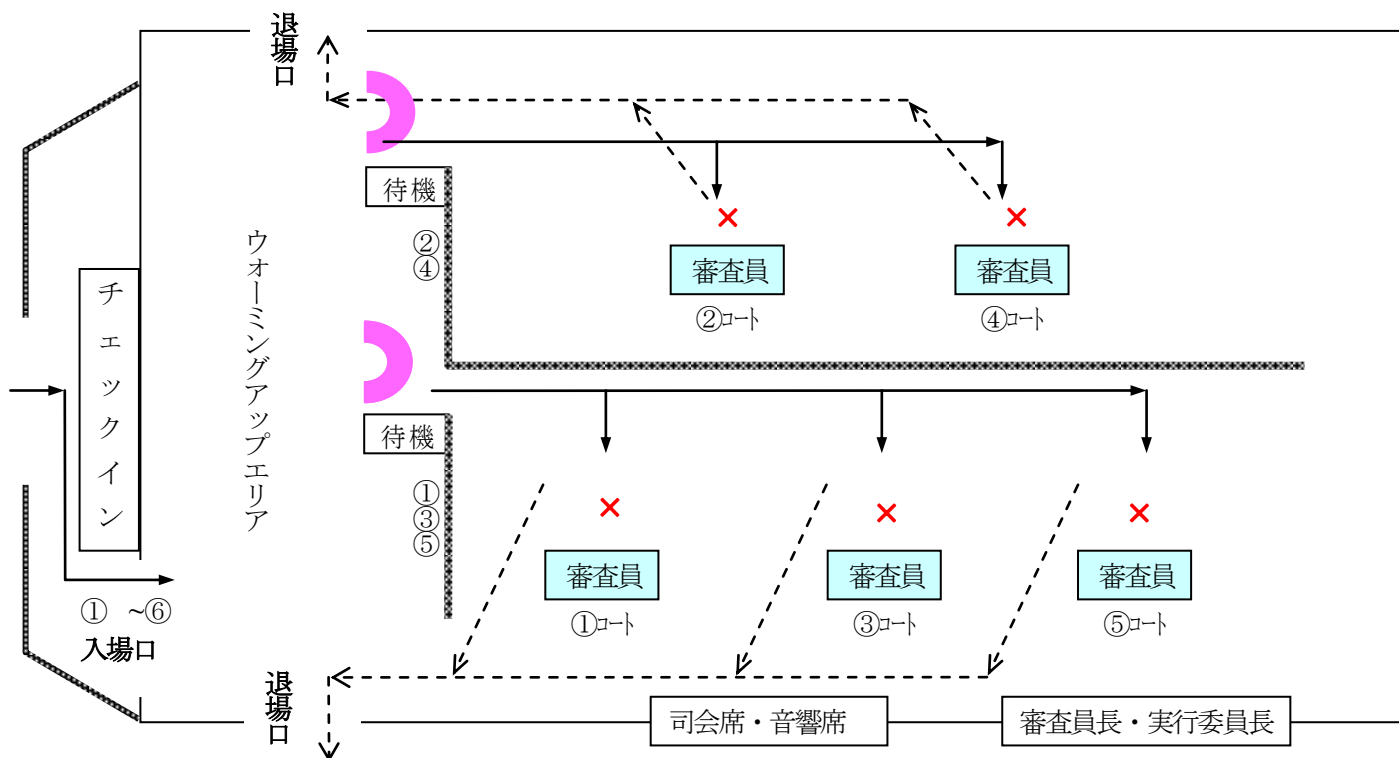 退場口
待機
②
④
審査員
②コート
審査員
④コート
チェックイン
ウオーミングアップエリア
待機
①
③
⑤
審査員
①コート
審査員
③コート
審査員
⑤コート
① ~⑥
入場口
退場口
司会席・音響席
審査員長・実行委員長